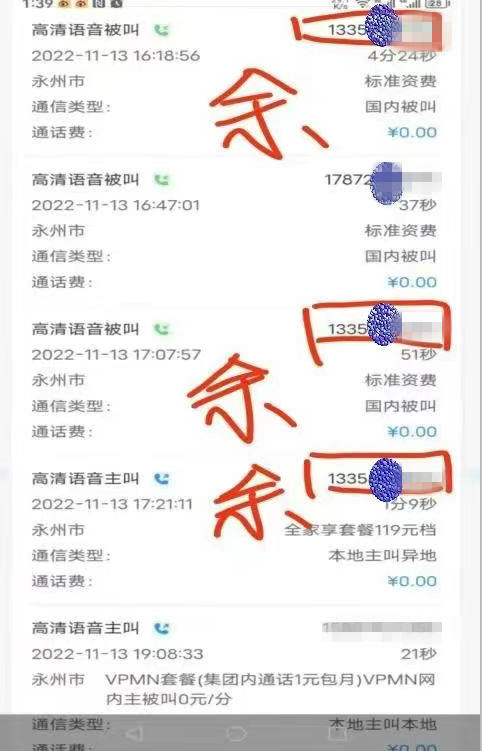 1:39
高清语音被叫 1335
2022-11-13 16:18:56 4分24秒
永州市 标准资费
余、
通信类型: 国内被叫
通话费: ¥0.00
高清语音被叫 17872
2022-11-13 16:47:01 37秒
永州市 标准资费
通信类型: 国内被叫
通话费: ¥0.00
高清语音被叫 1335
2022-11-13 17:07:57 51秒
永州市 标准资费
余、
通信类型: 国内被叫
通话费: ¥0.00
高清语音主叫 1335
2022-11-13 17:21:11 1分9秒
余、
永州市 全家享套餐119元档
通信类型: 本地主叫异地
通话费: ¥0.00
高清语音主叫
2022-11-13 19:08:33 21秒
永州市 VPMN套餐(集团内通话1元包月)VPMN网
内主被叫0元/分
通信类型: 本地主叫本地
通话费: ¥0.00